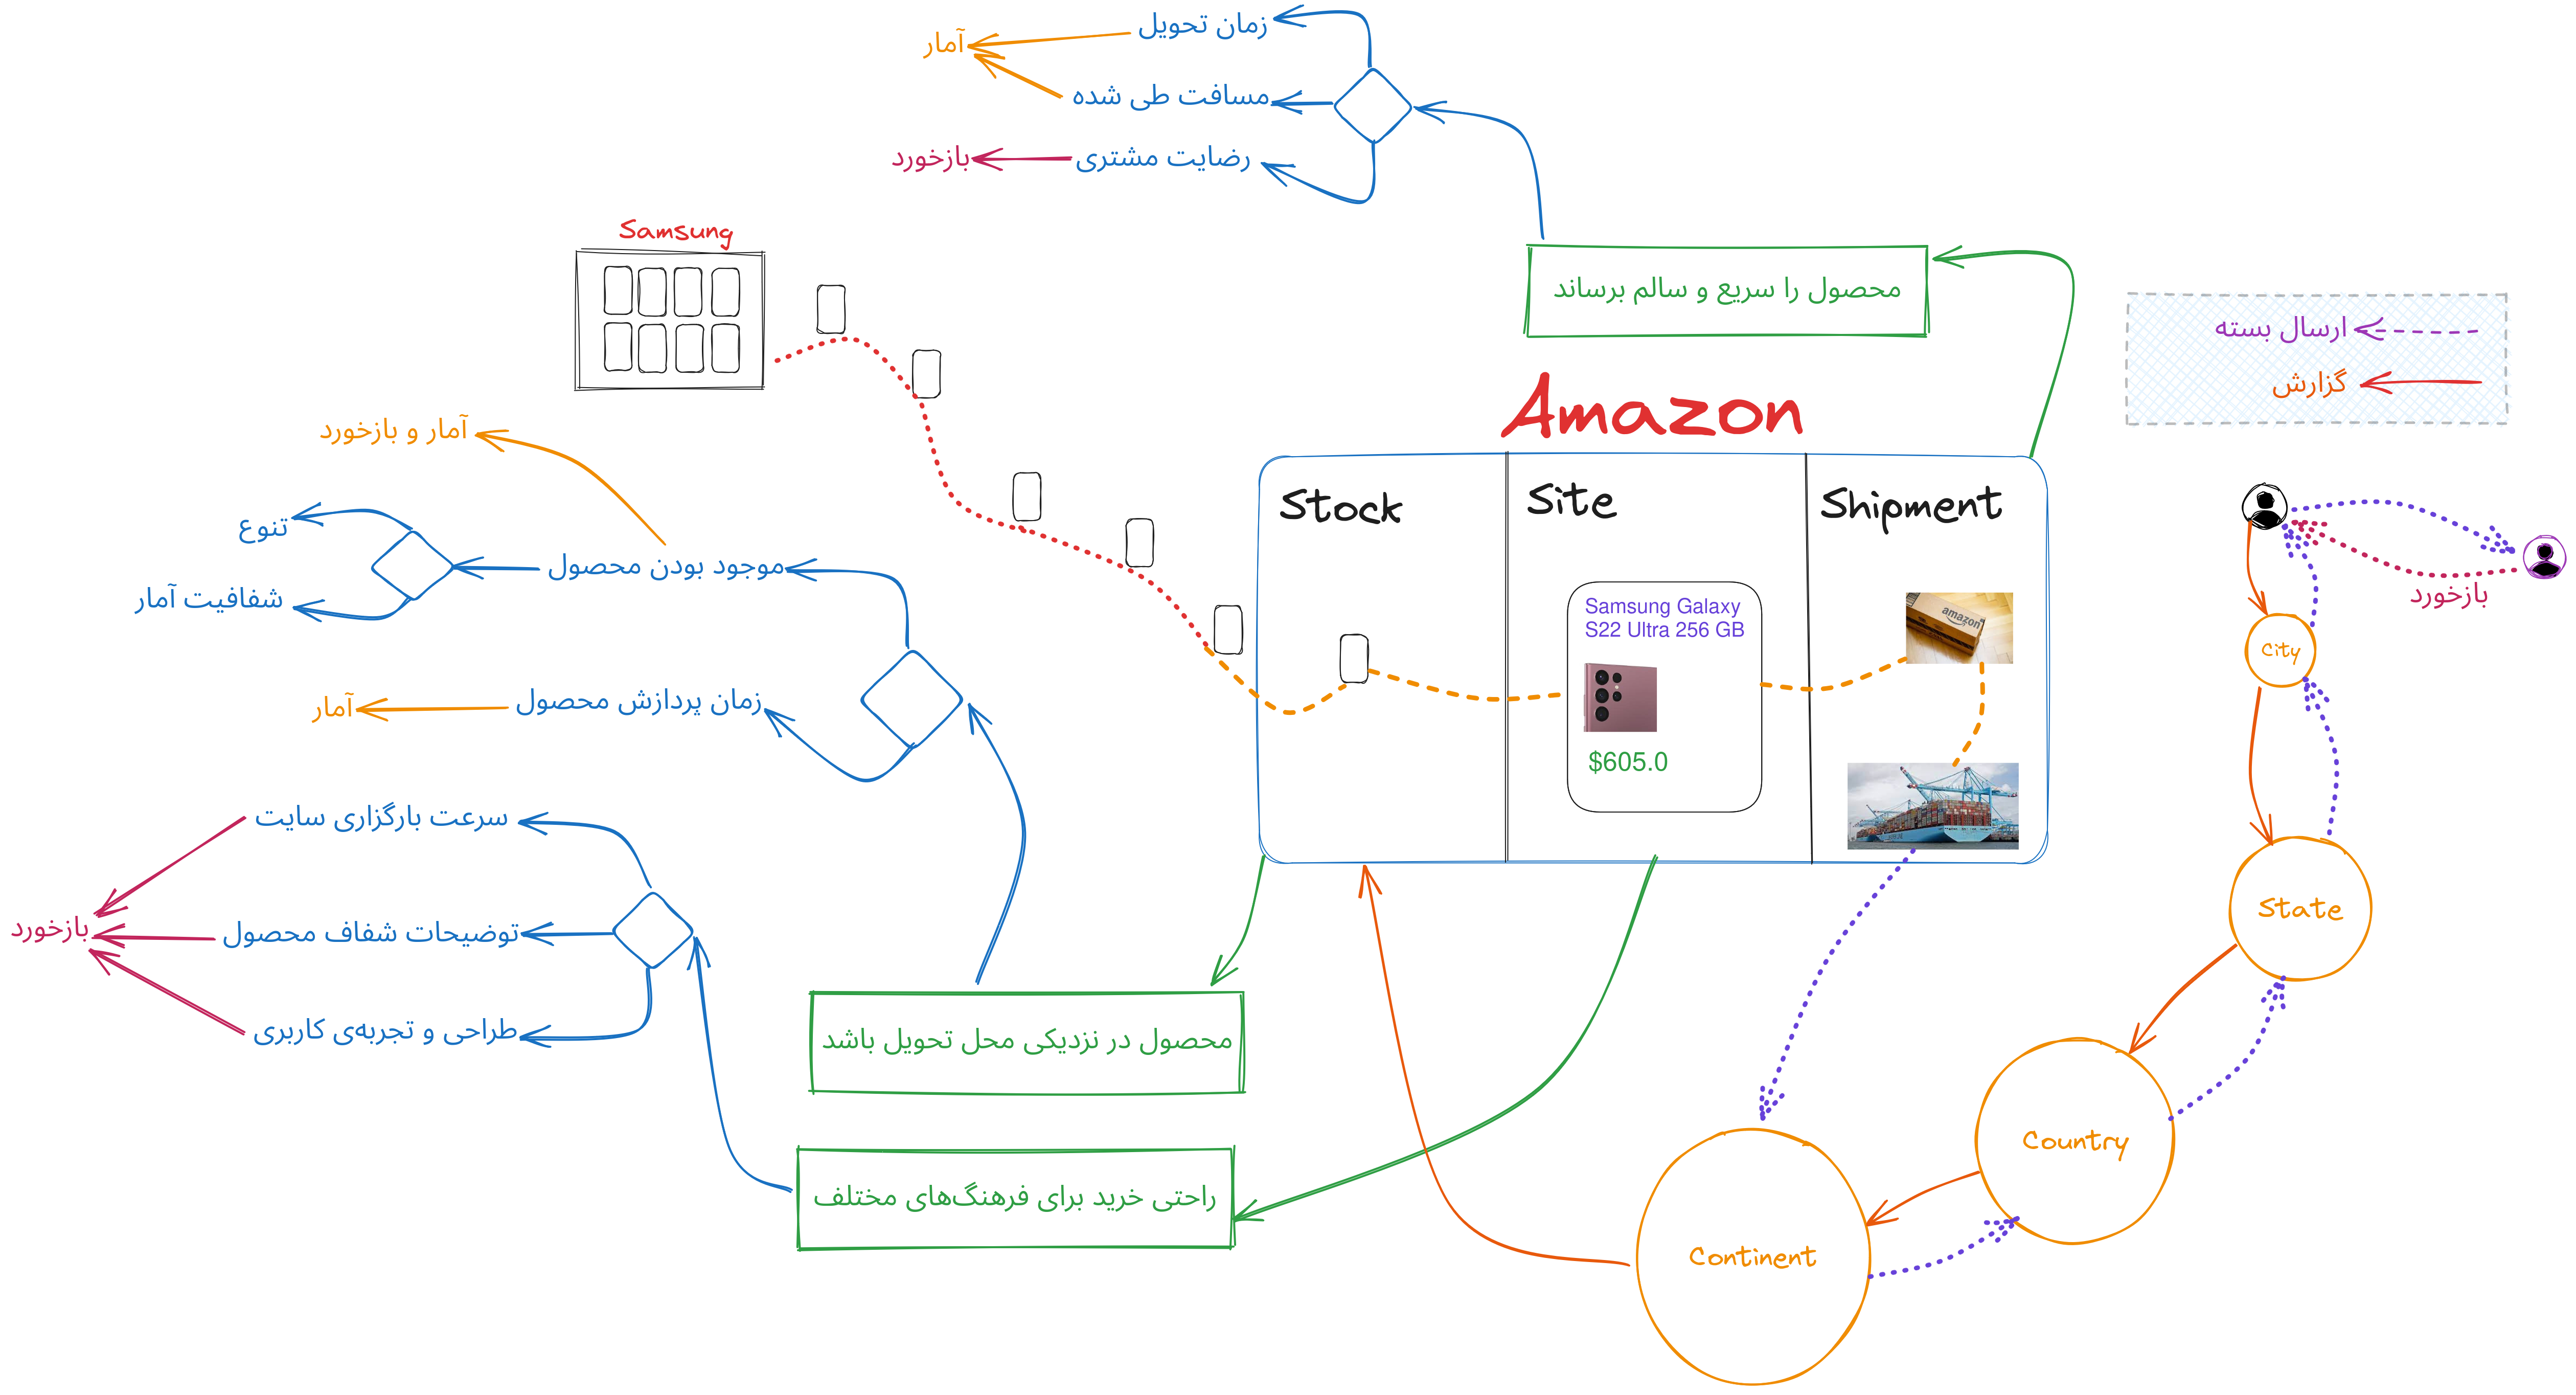 زمان تحویل
آمار
مسافت طی شده
رضایت مشتری
بازخورد
Samsung
محصول را سریع و سالم برساند
ارسال بسته
گزارش
Amazon
Stock
Site
Shipment
Samsung Galaxy
S22 Ultra 256 GB
$605.0
amazon
بازخورد
City
State
Country
Continent
آمار و بازخورد
تنوع
موجود بودن محصول
شفافیت آمار
زمان پردازش محصول
آمار
سرعت بارگزاری سایت
توضیحات شفاف محصول
بازخورد
طراحی و تجربه‌ی کاربری
محصول در نزدیکی محل تحویل باشد
راحتی خرید برای فرهنگ‌های مختلف